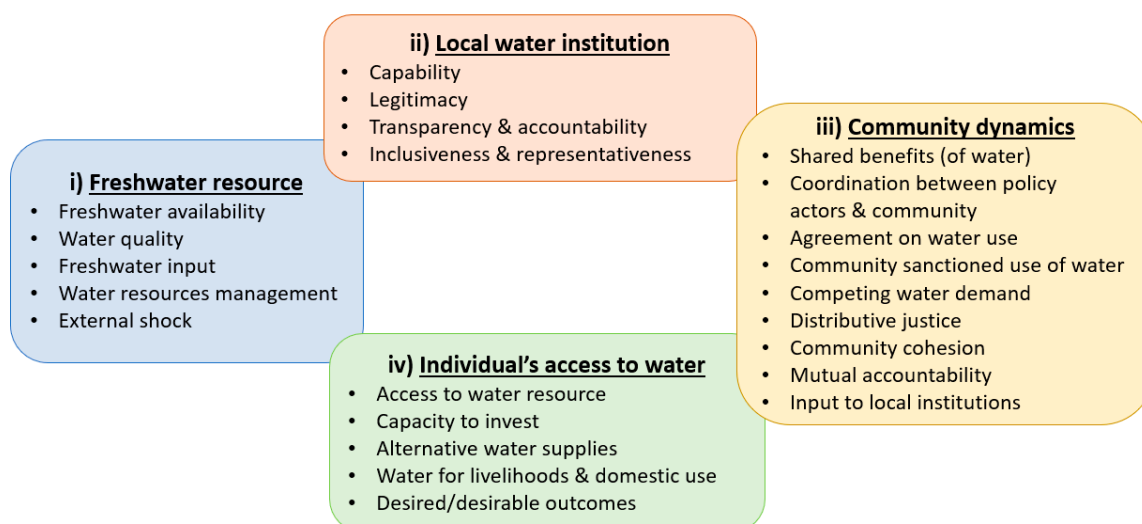 ii) Local water institution
• Capability
• Legitimacy
• Transparency & accountability
• Inclusiveness & representativeness
i) Freshwater resource
• Freshwater availability
• Water quality
• Freshwater input
• Water resources management
• External shock
iii) Community dynamics
• Shared benefits (of water)
• Coordination between policy
actors & community
• Agreement on water use
• Community sanctioned use of water
• Competing water demand
• Distributive justice
• Community cohesion
• Mutual accountability
• Input to local institutions
iv) Individual’s access to water
• Access to water resource
• Capacity to invest
• Alternative water supplies
• Water for livelihoods & domestic use
• Desired/desirable outcomes